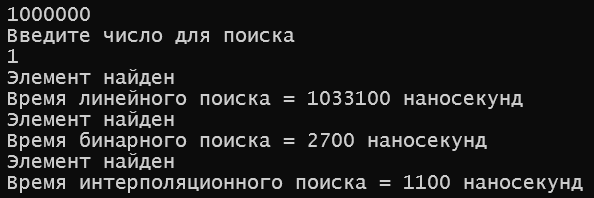 1000000
Введите число для поиска
1
Элемент найден
Время линейного поиска = 1033100 наносекунд
Элемент найден
Время бинарного поиска = 2700 наносекунд
Элемент найден
Время интерполяционного поиска = 1100 наносекунд